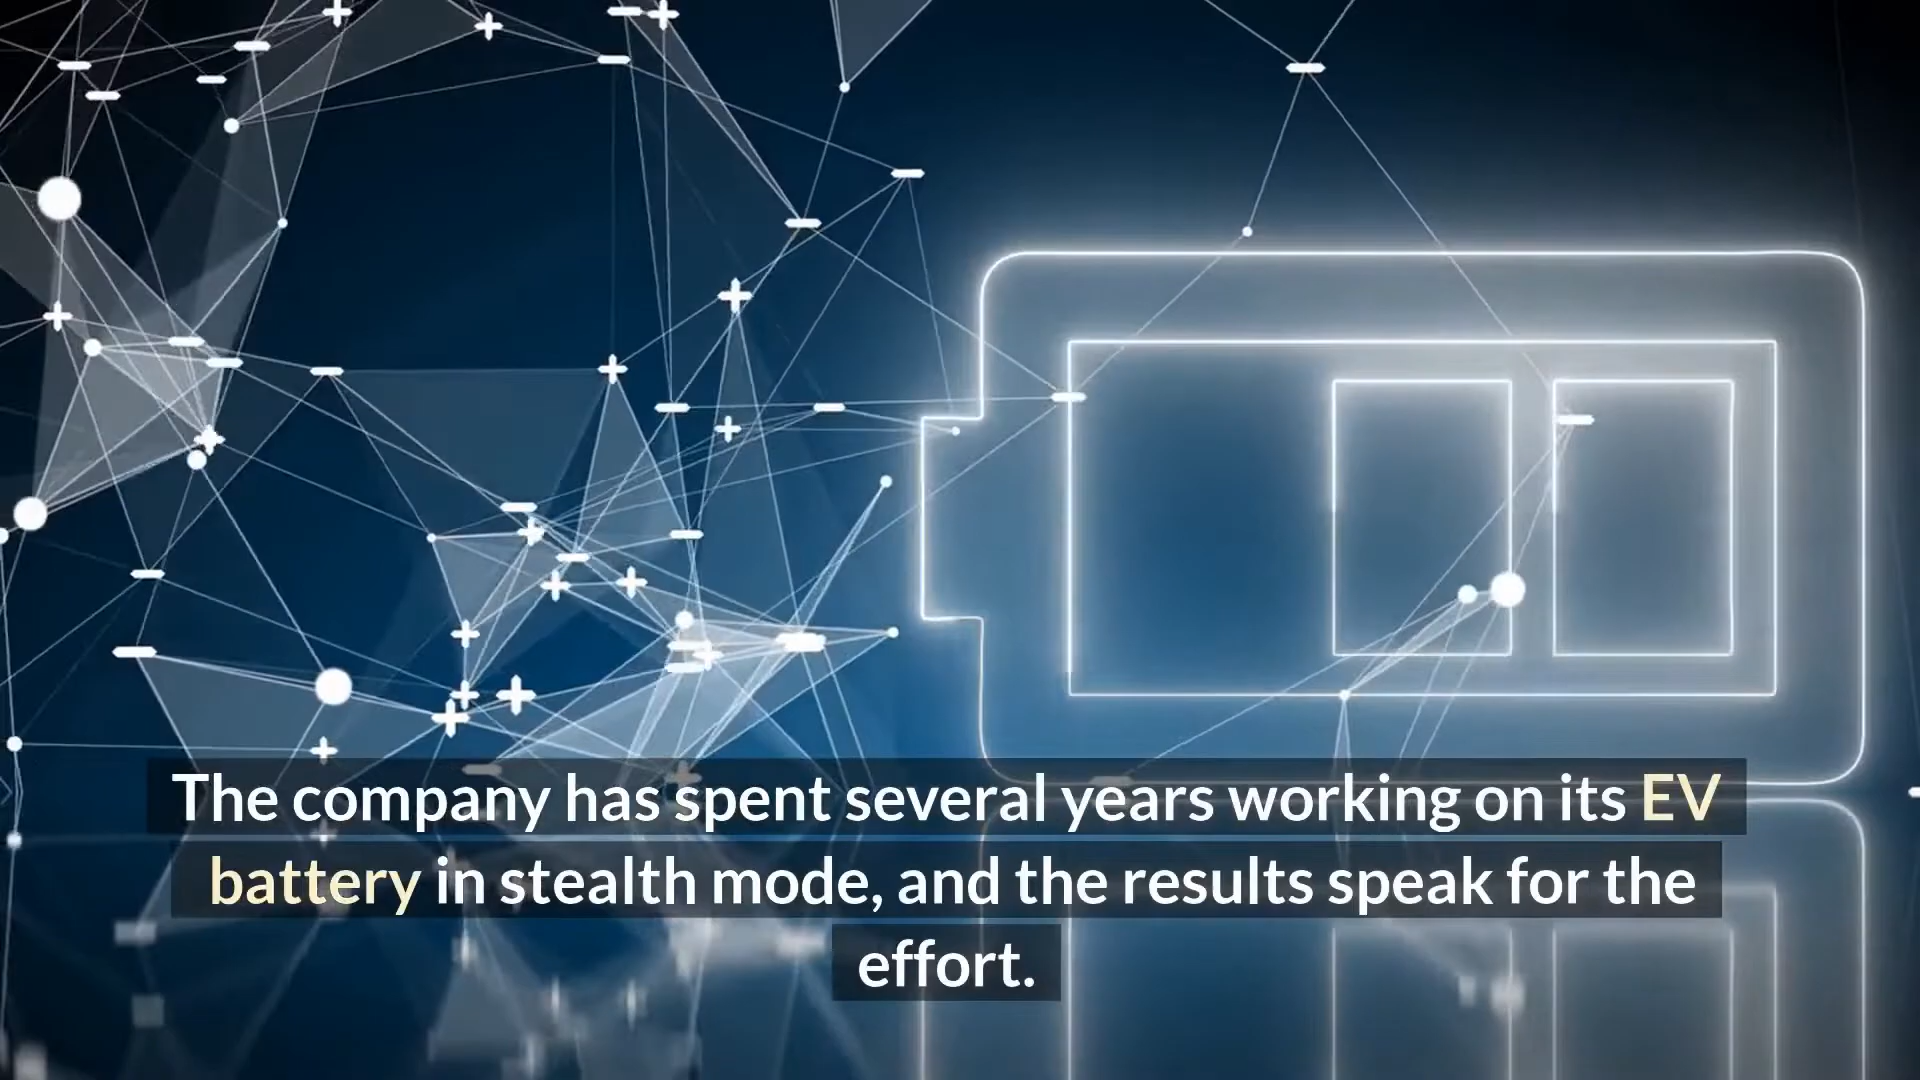 The company has spent several years working on its EV
battery in stealth mode, and the results speak for the
effort.